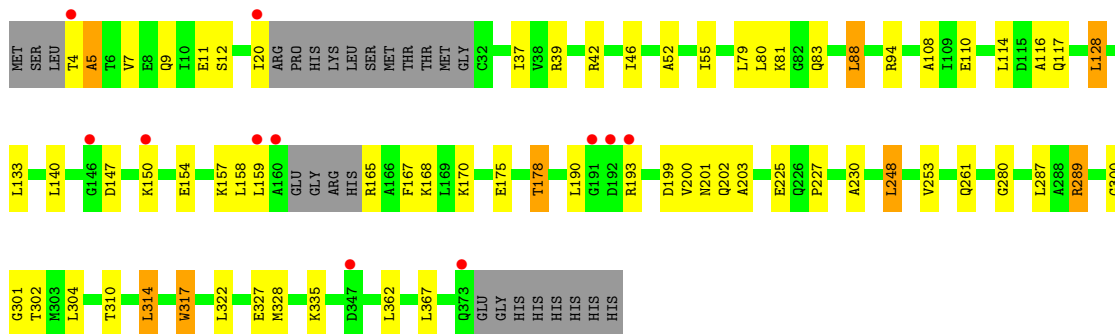 MET SER LEU T4 A5 T6 V7 E8 Q9 I10 E11 S12 I20 ARG PRO HIS LYS LEU SER MET THR THR MET GLY C32 I37 V38 R39 R42 I46 A52 I55 L79 L80 K81 G82 Q83 L88 R94 A108 I109 E110 L114 D115 A116 Q117 L128
L133 L140 G146 D147 K150 E154 K157 L158 L159 A160 GLU GLY ARG HIS R165 A166 F167 K168 L169 K170 E175 T178 L190 G191 D192 R193 D199 V200 N201 Q202 A203 E225 Q226 P227 A230 L248 V253 Q261 G280 L287 A288 R289
G301 T302 M303 L304 T310 L314 W317 L322 E327 M328 K335 D347 L362 L367 Q373 GLU GLY HIS HIS HIS HIS HIS HIS